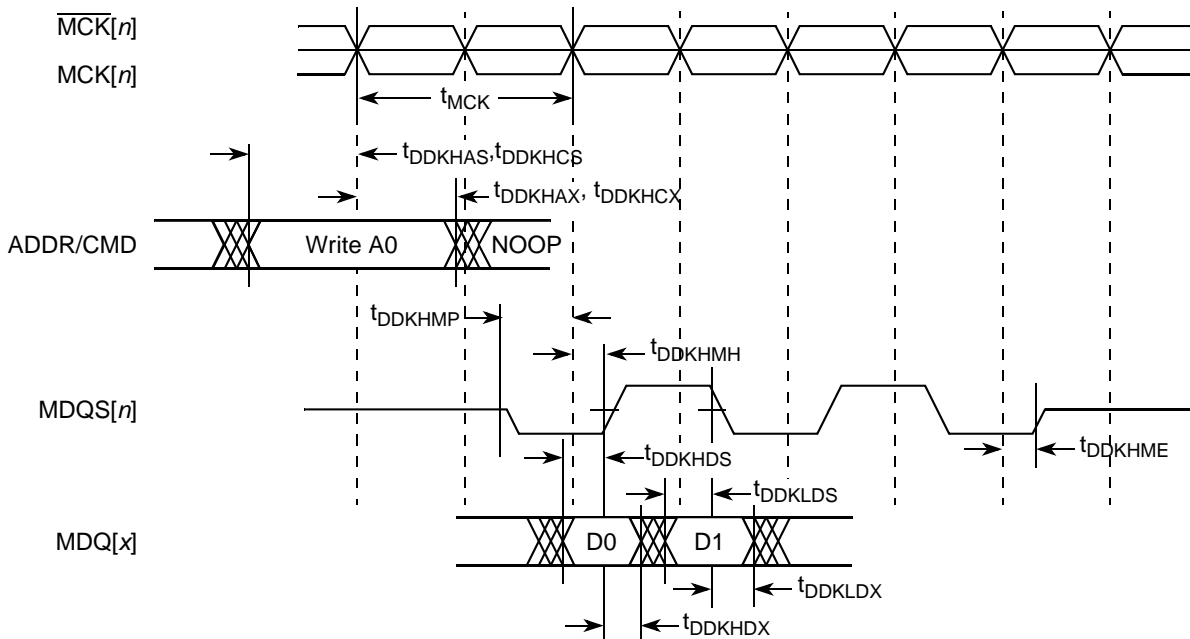 MCK[n]
MCK[n]
tMCK
tDDKHAS,tDDKHCS
tDDKHAX, tDDKHCX
ADDR/CMD
Write A0
NOOP
tDDKHMP
tDDKHMH
MDQS[n]
tDDKHME
tDDKHDS
tDDKLDS
MDQ[x]
D0
D1
tDDKLDX
tDDKHDX